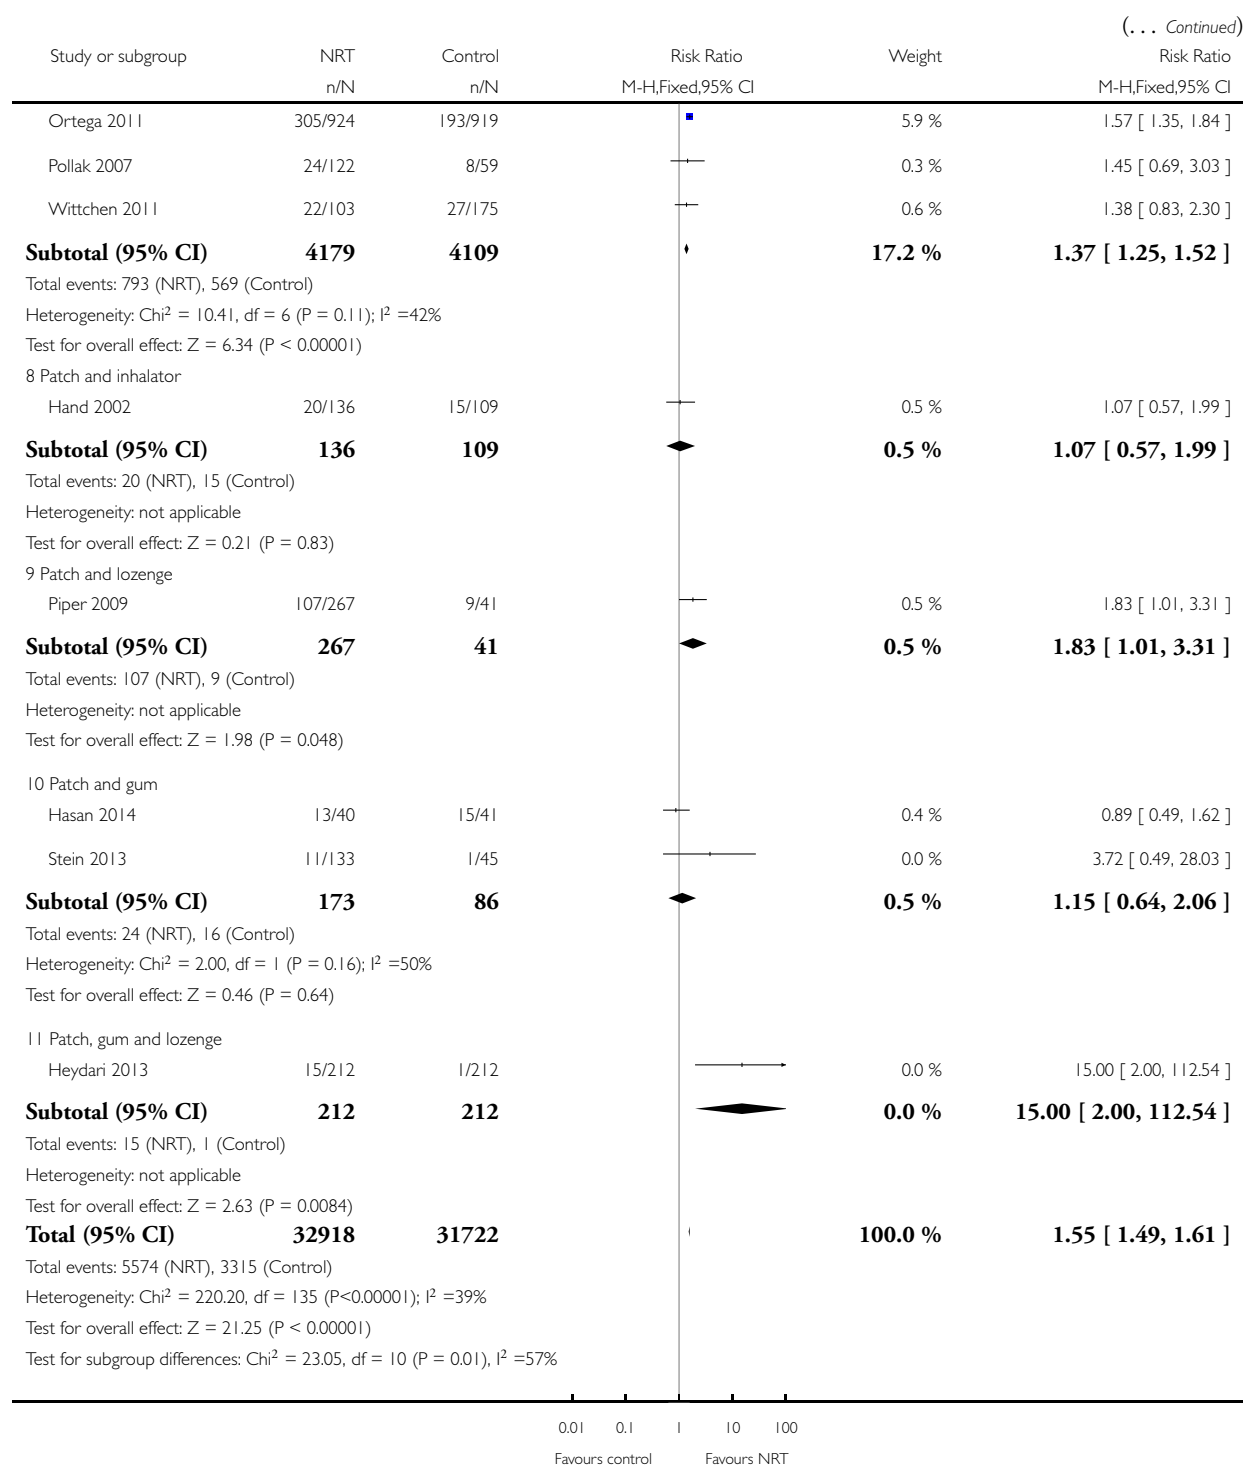 (... Continued)
Study or subgroup NRT Control Risk Ratio Weight Risk Ratio
n/N n/N M-H,Fixed,95% CI M-H,Fixed,95% CI
Ortega 2011 305/924 193/919 5.9 % 1.57 [ 1.35, 1.84 ]
Pollak 2007 24/122 8/59 0.3 % 1.45 [ 0.69, 3.03 ]
Wittchen 2011 22/103 27/175 0.6 % 1.38 [ 0.83, 2.30 ]
Subtotal (95% CI) 4179 4109 17.2 % 1.37 [ 1.25, 1.52 ]
Total events: 793 (NRT), 569 (Control)
Heterogeneity: Chi² = 10.41, df = 6 (P = 0.11); I² =42%
Test for overall effect: Z = 6.34 (P < 0.00001)
8 Patch and inhalator
Hand 2002 20/136 15/109 0.5 % 1.07 [ 0.57, 1.99 ]
Subtotal (95% CI) 136 109 0.5 % 1.07 [ 0.57, 1.99 ]
Total events: 20 (NRT), 15 (Control)
Heterogeneity: not applicable
Test for overall effect: Z = 0.21 (P = 0.83)
9 Patch and lozenge
Piper 2009 107/267 9/41 0.5 % 1.83 [ 1.01, 3.31 ]
Subtotal (95% CI) 267 41 0.5 % 1.83 [ 1.01, 3.31 ]
Total events: 107 (NRT), 9 (Control)
Heterogeneity: not applicable
Test for overall effect: Z = 1.98 (P = 0.048)
10 Patch and gum
Hasan 2014 13/40 15/41 0.4 % 0.89 [ 0.49, 1.62 ]
Stein 2013 11/133 1/45 0.0 % 3.72 [ 0.49, 28.03 ]
Subtotal (95% CI) 173 86 0.5 % 1.15 [ 0.64, 2.06 ]
Total events: 24 (NRT), 16 (Control)
Heterogeneity: Chi² = 2.00, df = 1 (P = 0.16); I² =50%
Test for overall effect: Z = 0.46 (P = 0.64)
11 Patch, gum and lozenge
Heydari 2013 15/212 1/212 0.0 % 15.00 [ 2.00, 112.54 ]
Subtotal (95% CI) 212 212 0.0 % 15.00 [ 2.00, 112.54 ]
Total events: 15 (NRT), 1 (Control)
Heterogeneity: not applicable
Test for overall effect: Z = 2.63 (P = 0.0084)
Total (95% CI) 32918 31722 100.0 % 1.55 [ 1.49, 1.61 ]
Total events: 5574 (NRT), 3315 (Control)
Heterogeneity: Chi² = 220.20, df = 135 (P<0.00001); I² =39%
Test for overall effect: Z = 21.25 (P < 0.00001)
Test for subgroup differences: Chi² = 23.05, df = 10 (P = 0.01), I² =57%
0.01 0.1 1 10 100
Favours control Favours NRT